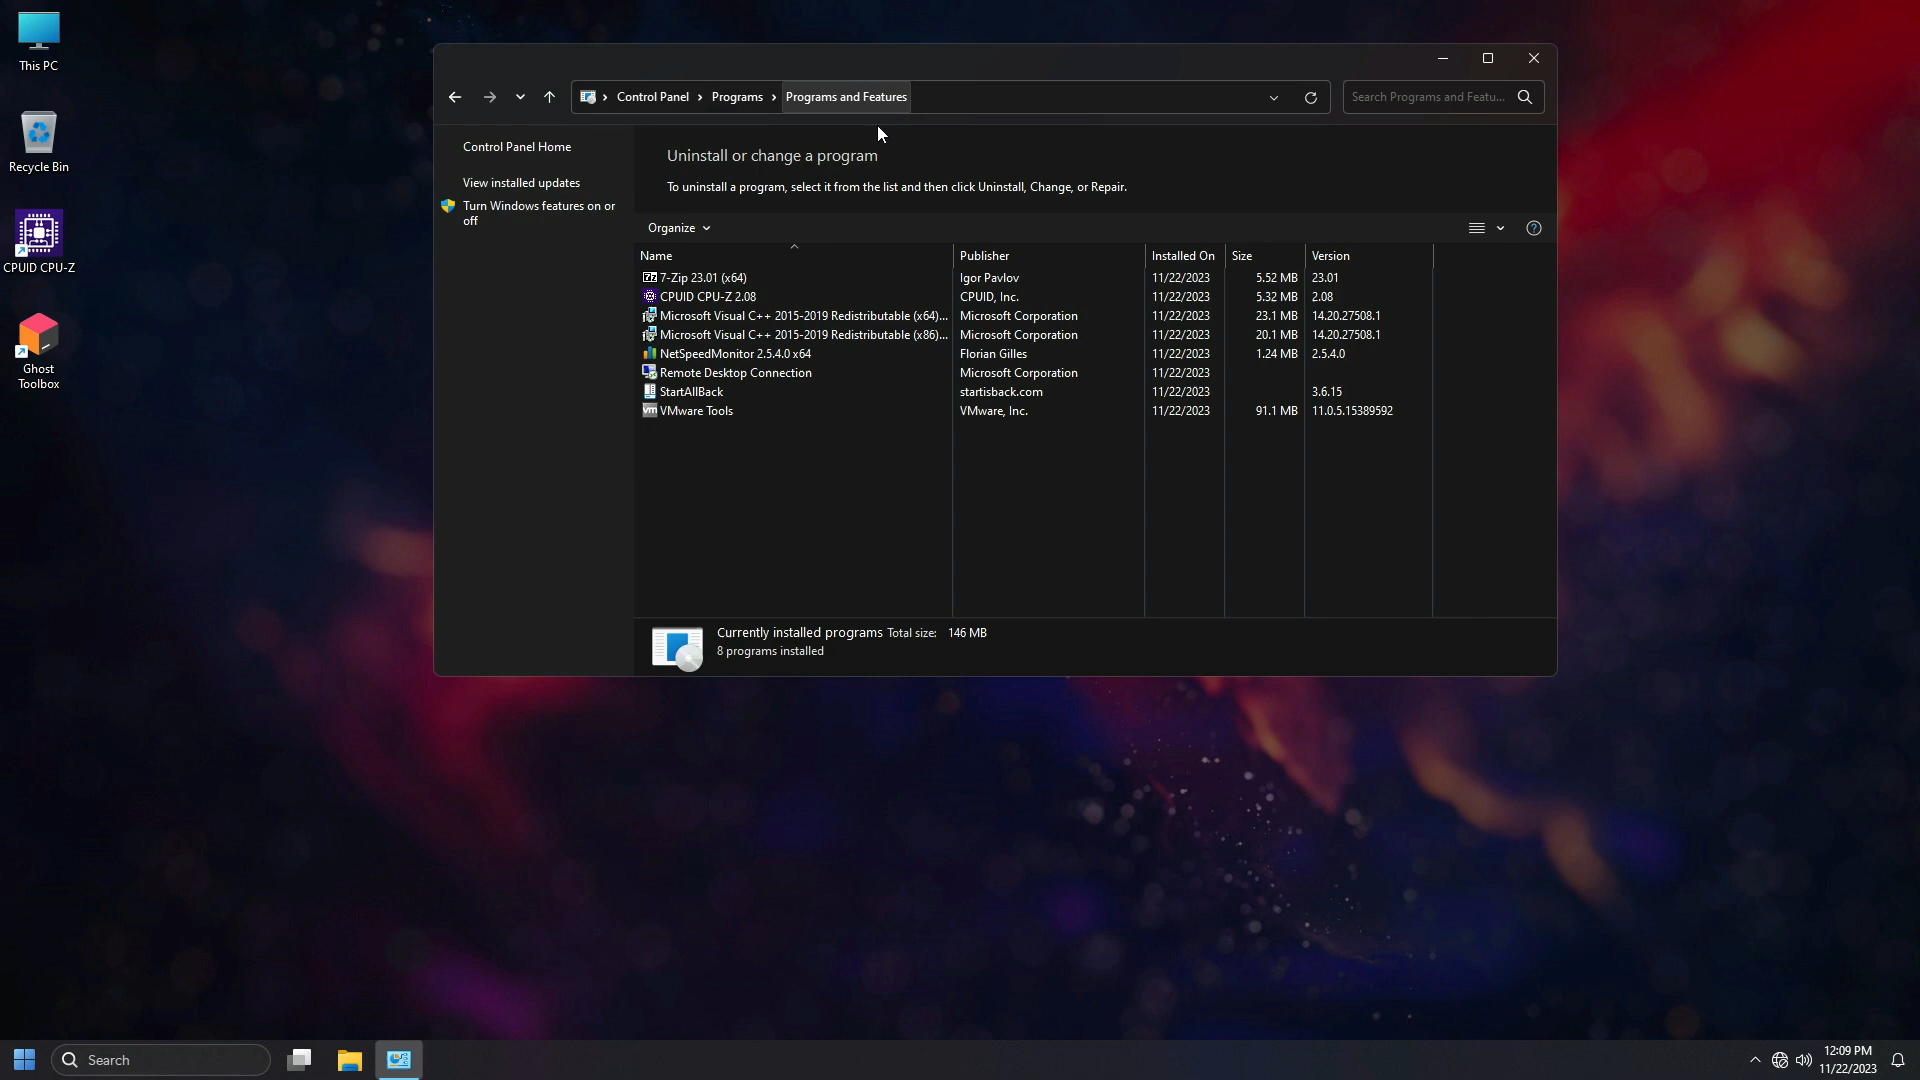 This PC
Recycle Bin
CPUID CPU-Z
Ghost
Toolbox
Control Panel
Programs
Programs and Features
Search Programs and Featu...
Control Panel Home
View installed updates
Turn Windows features on or
off
Uninstall or change a program
To uninstall a program, select it from the list and then click Uninstall, Change, or Repair.
Organize
Name Publisher Installed On Size Version
7-Zip 23.01 (x64) Igor Pavlov 11/22/2023 5.52 MB 23.01
CPUID CPU-Z 2.08 CPUID, Inc. 11/22/2023 5.32 MB 2.08
Microsoft Visual C++ 2015-2019 Redistributable (x64)... Microsoft Corporation 11/22/2023 23.1 MB 14.20.27508.1
Microsoft Visual C++ 2015-2019 Redistributable (x86)... Microsoft Corporation 11/22/2023 20.1 MB 14.20.27508.1
NetSpeedMonitor 2.5.4.0 x64 Florian Gilles 11/22/2023 1.24 MB 2.5.4.0
Remote Desktop Connection Microsoft Corporation 11/22/2023
StartAllBack startisback.com 11/22/2023 3.6.15
VMware Tools VMware, Inc. 11/22/2023 91.1 MB 11.0.5.15389592
Currently installed programs Total size: 146 MB
8 programs installed
Search
12:09 PM
11/22/2023